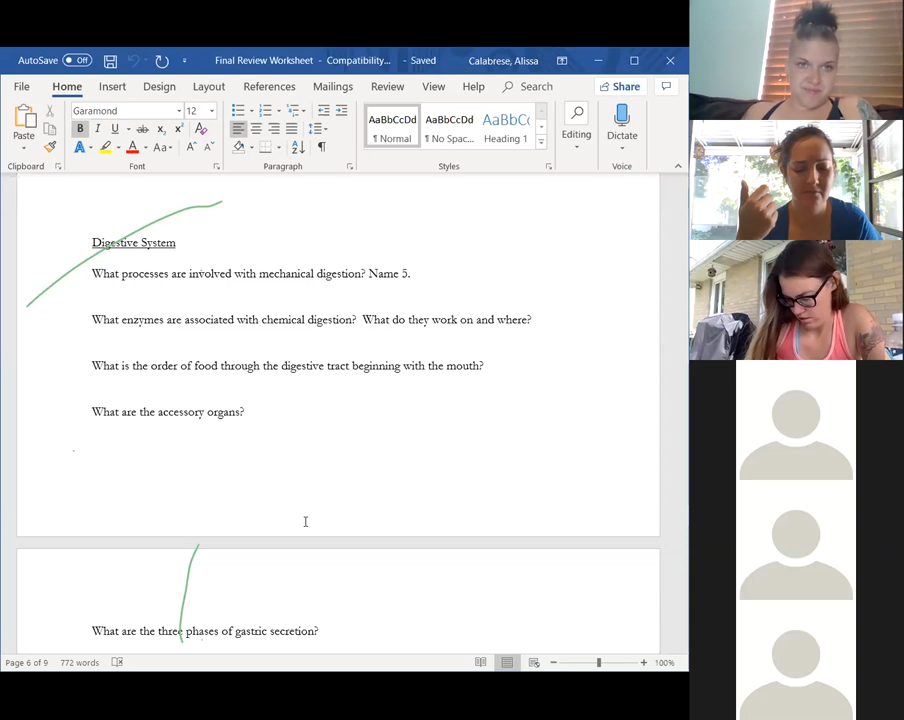 AutoSave Off Final Review Worksheet - Compatibility... - Saved Calabrese, Alissa
File Home Insert Design Layout References Mailings Review View Help Search Share
Garamond 12
Paste
B I U ab x₂ x²
AaBbCcDd AaBbCcDd AaBbCc
¶ Normal ¶ No Spac... Heading 1
Editing
Dictate
Clipboard Font Paragraph Styles Voice
Digestive System
What processes are involved with mechanical digestion? Name 5.
What enzymes are associated with chemical digestion? What do they work on and where?
What is the order of food through the digestive tract beginning with the mouth?
What are the accessory organs?
What are the three phases of gastric secretion?
Page 6 of 9 772 words 100%